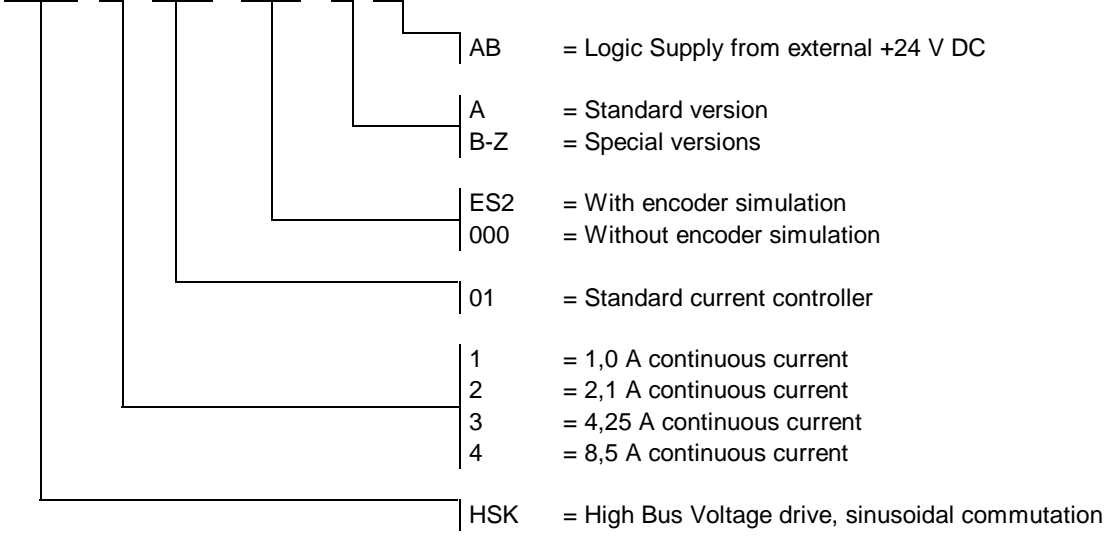 AB = Logic Supply from external +24 V DC
A = Standard version
B-Z = Special versions
ES2 = With encoder simulation
000 = Without encoder simulation
01 = Standard current controller
1 = 1,0 A continuous current
2 = 2,1 A continuous current
3 = 4,25 A continuous current
4 = 8,5 A continuous current
HSK = High Bus Voltage drive, sinusoidal commutation